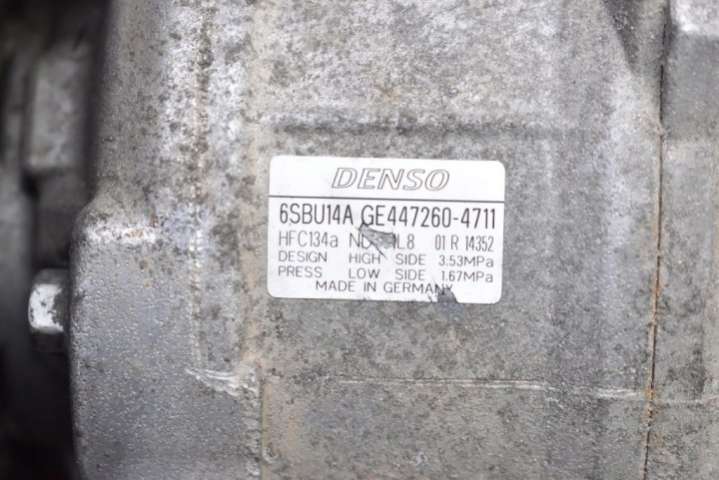 DENSO
6SBU14A GE447260-4711
HFC134a 01 R 14352
DESIGN HIGH SIDE 3.53MPa
PRESS LOW SIDE 1.67MPa
MADE IN GERMANY